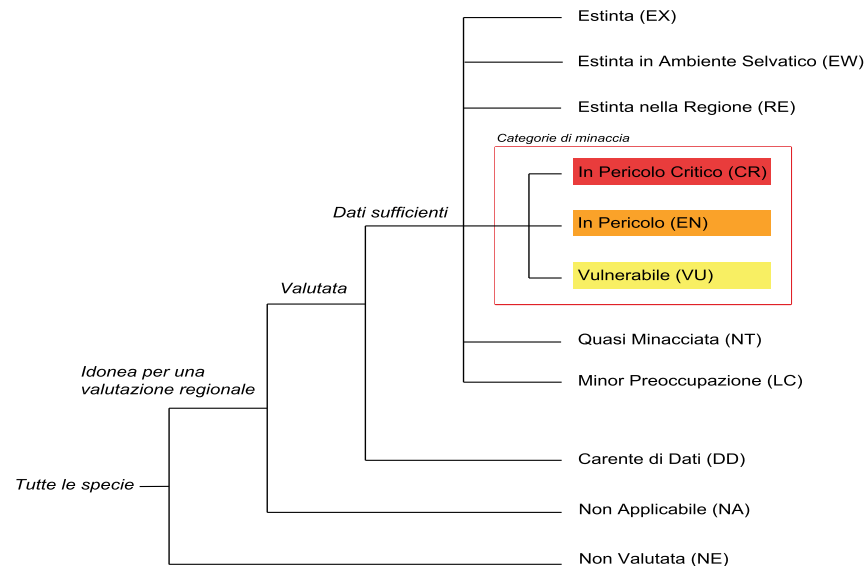 Estinta (EX)
Estinta in Ambiente Selvatico (EW)
Estinta nella Regione (RE)
Categorie di minaccia
In Pericolo Critico (CR)
In Pericolo (EN)
Vulnerabile (VU)
Dati sufficienti
Valutata
Quasi Minacciata (NT)
Idonea per una
valutazione regionale
Minor Preoccupazione (LC)
Carente di Dati (DD)
Tutte le specie
Non Applicabile (NA)
Non Valutata (NE)